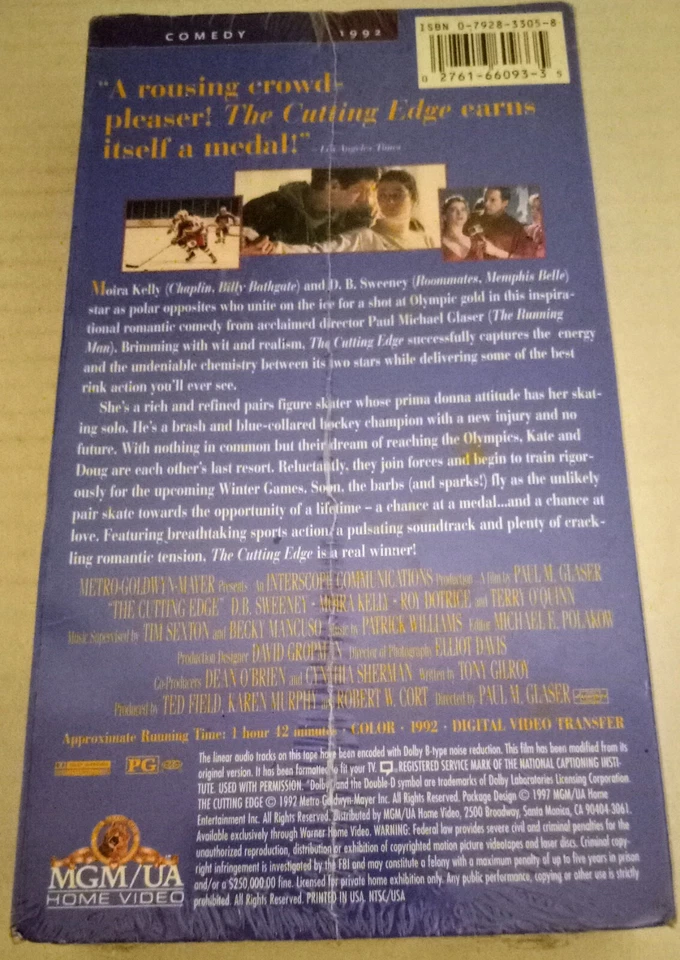 COMEDY 1992
ISBN 0-7928-3305-8
0 2761-66093-3 5
"A rousing crowd-
pleaser! The Cutting Edge earns
itself a medal!" – Los Angeles Times
Moira Kelly (Chaplin, Billy Bathgate) and D. B. Sweeney (Roommates, Memphis Belle)
star as polar opposites who unite on the ice for a shot at Olympic gold in this inspira-
tional romantic comedy from acclaimed director Paul Michael Glaser (The Running
Man). Brimming with wit and realism, The Cutting Edge successfully captures the energy
and the undeniable chemistry between its two stars while delivering some of the best
rink action you'll ever see.
She's a rich and refined pairs figure skater whose prima donna attitude has her skat-
ing solo. He's a brash and blue-collared hockey champion with a new injury and no
future. With nothing in common but their dream of reaching the Olympics, Kate and
Doug are each other's last resort. Reluctantly, they join forces and begin to train rigor-
ously for the upcoming Winter Games. Soon, the barbs (and sparks!) fly as the unlikely
pair skate towards the opportunity of a lifetime – a chance at a medal...and a chance at
love. Featuring breathtaking sports action, a pulsating soundtrack and plenty of crack-
ling romantic tension, The Cutting Edge is a real winner!
METRO-GOLDWYN-MAYER Presents An INTERSCOPE COMMUNICATIONS Production A film by PAUL M. GLASER
"THE CUTTING EDGE" D.B. SWEENEY · MOIRA KELLY · ROY DOTRICE and TERRY O'QUINN
Music Supervised by TIM SEXTON and BECKY MANCUSO Music by PATRICK WILLIAMS Editor MICHAEL E. POLAKOW
Production Designer DAVID GROPMAN Director of Photography ELLIOT DAVIS
Co-Producers DEAN O'BRIEN and CYNTHIA SHERMAN Written by TONY GILROY
Produced by TED FIELD, KAREN MURPHY and ROBERT W. CORT Directed by PAUL M. GLASER
Approximate Running Time: 1 hour 42 minutes · COLOR · 1992 · DIGITAL VIDEO TRANSFER
PG
The linear audio tracks on this tape have been encoded with Dolby B-type noise reduction. This film has been modified from its
original version. It has been formatted to fit your TV. . REGISTERED SERVICE MARK OF THE NATIONAL CAPTIONING INSTI-
TUTE. USED WITH PERMISSION. "Dolby" and the Double-D symbol are trademarks of Dolby Laboratories Licensing Corporation.
THE CUTTING EDGE © 1992 Metro-Goldwyn-Mayer Inc. All Rights Reserved. Package Design © 1997 MGM/UA Home
Entertainment Inc. All Rights Reserved. Distributed by MGM/UA Home Video, 2500 Broadway, Santa Monica, CA 90404-3061.
Available exclusively through Warner Home Video. WARNING: Federal law provides severe civil and criminal penalties for the
unauthorized reproduction, distribution or exhibition of copyrighted motion picture videotapes and laser discs. Criminal copy-
right infringement is investigated by the FBI and may constitute a felony with a maximum penalty of up to five years in prison
and/or a $250,000.00 fine. Licensed for private home exhibition only. Any public performance, copying or other use is strictly
prohibited. All Rights Reserved. PRINTED IN USA. NTSC/USA
MGM/UA
HOME VIDEO